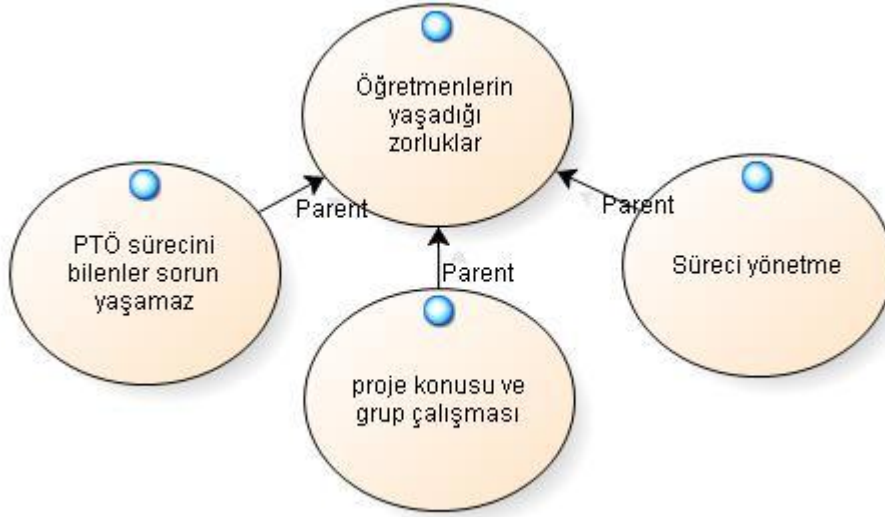 Öğretmenlerin
yaşadığı
zorluklar
Parent
Parent
Parent
PTÖ sürecini
bilenler sorun
yaşamaz
Süreci yönetme
proje konusu ve
grup çalışması